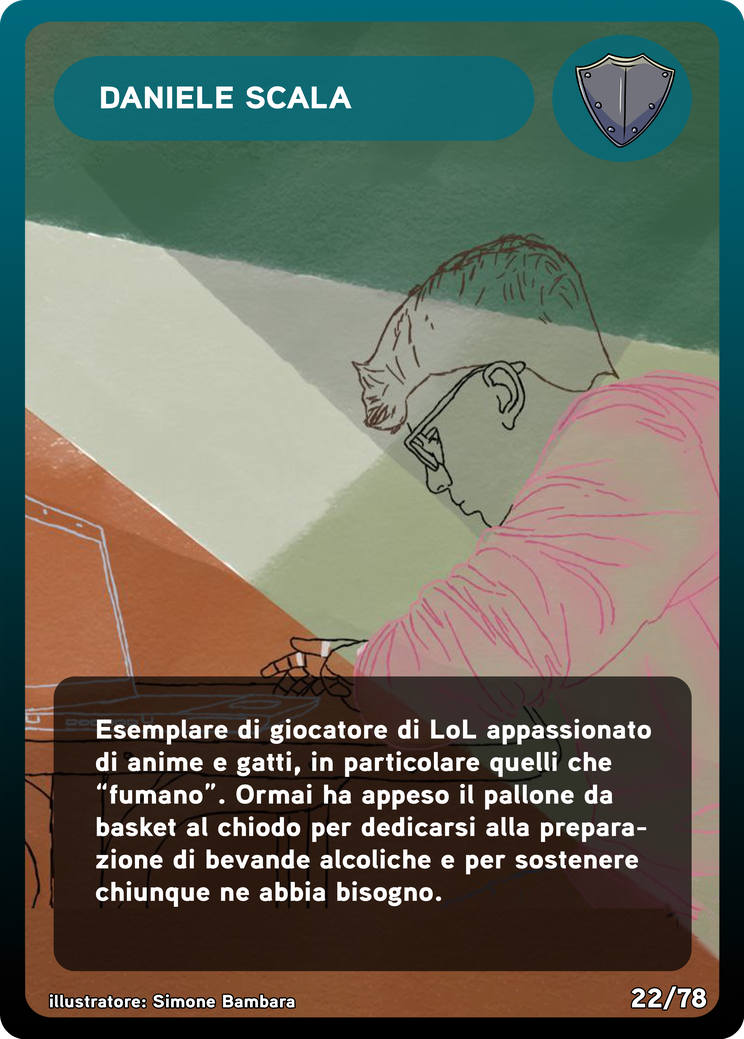 DANIELE SCALA
Esemplare di giocatore di LoL appassionato
di anime e gatti, in particolare quelli che
“fumano”. Ormai ha appeso il pallone da
basket al chiodo per dedicarsi alla prepara-
zione di bevande alcoliche e per sostenere
chiunque ne abbia bisogno.
illustratore: Simone Bambara
22/78